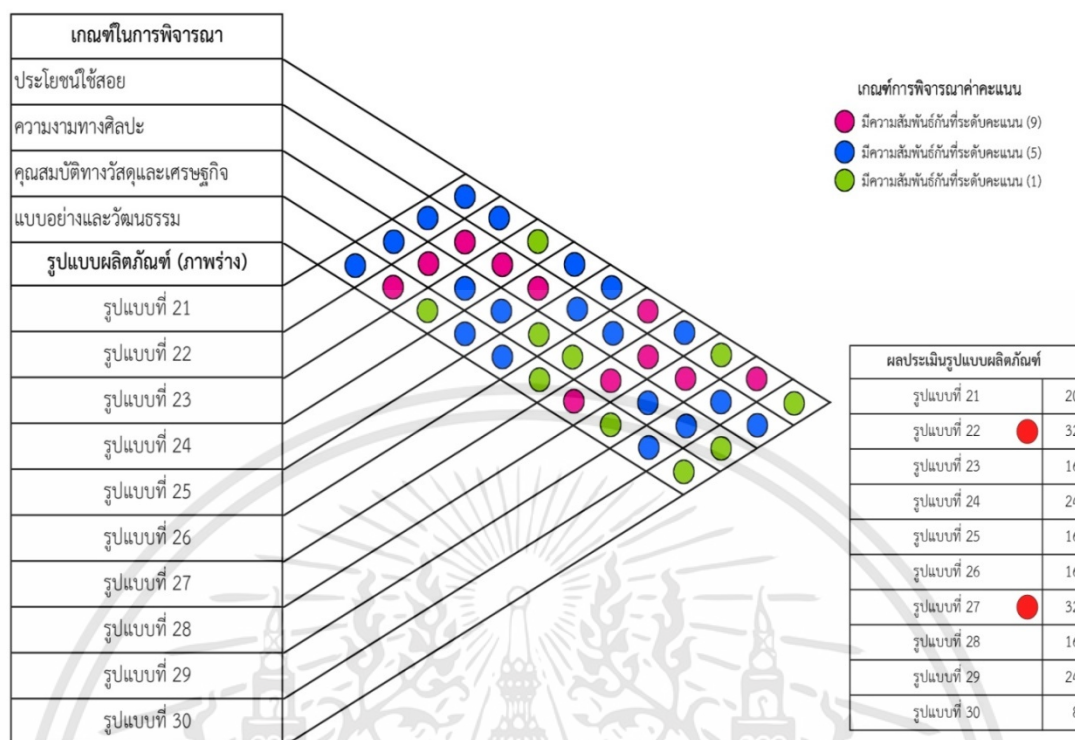 เกณฑ์ในการพิจารณา
ประโยชน์ใช้สอย
ความงามทางศิลปะ
คุณสมบัติทางวัสดุและเศรษฐกิจ
แบบอย่างและวัฒนธรรม
รูปแบบผลิตภัณฑ์ (ภาพร่าง)
รูปแบบที่ 21
รูปแบบที่ 22
รูปแบบที่ 23
รูปแบบที่ 24
รูปแบบที่ 25
รูปแบบที่ 26
รูปแบบที่ 27
รูปแบบที่ 28
รูปแบบที่ 29
รูปแบบที่ 30
เกณฑ์การพิจารณาค่าคะแนน
มีความสัมพันธ์กันที่ระดับคะแนน (9)
มีความสัมพันธ์กันที่ระดับคะแนน (5)
มีความสัมพันธ์กันที่ระดับคะแนน (1)
ผลประเมินรูปแบบผลิตภัณฑ์
รูปแบบที่ 21 20
รูปแบบที่ 22 32
รูปแบบที่ 23 16
รูปแบบที่ 24 24
รูปแบบที่ 25 16
รูปแบบที่ 26 16
รูปแบบที่ 27 32
รูปแบบที่ 28 16
รูปแบบที่ 29 24
รูปแบบที่ 30 8